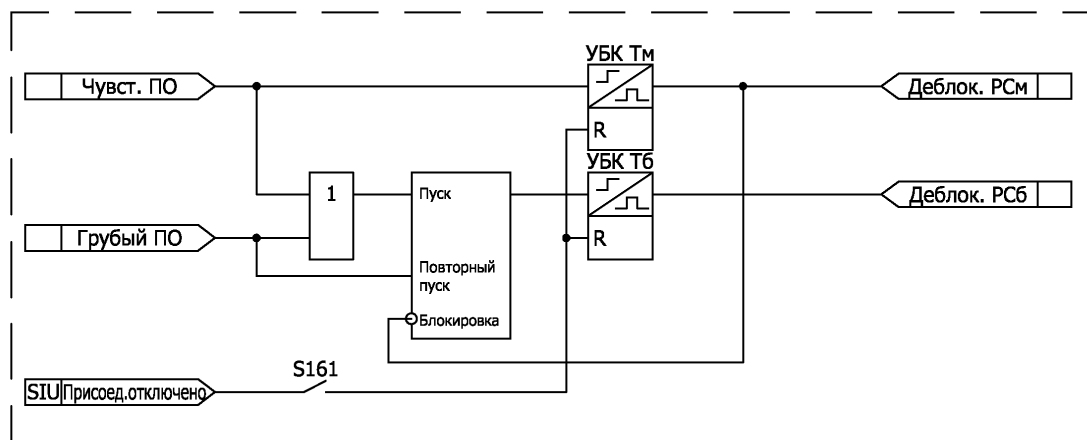 УБК Тм
Чувст. ПО
Деблок. РСм
R
УБК Тб
1
Пуск
Деблок. РСб
Грубый ПО
R
Повторный
пуск
Блокировка
S161
SIU Присоед.отключено